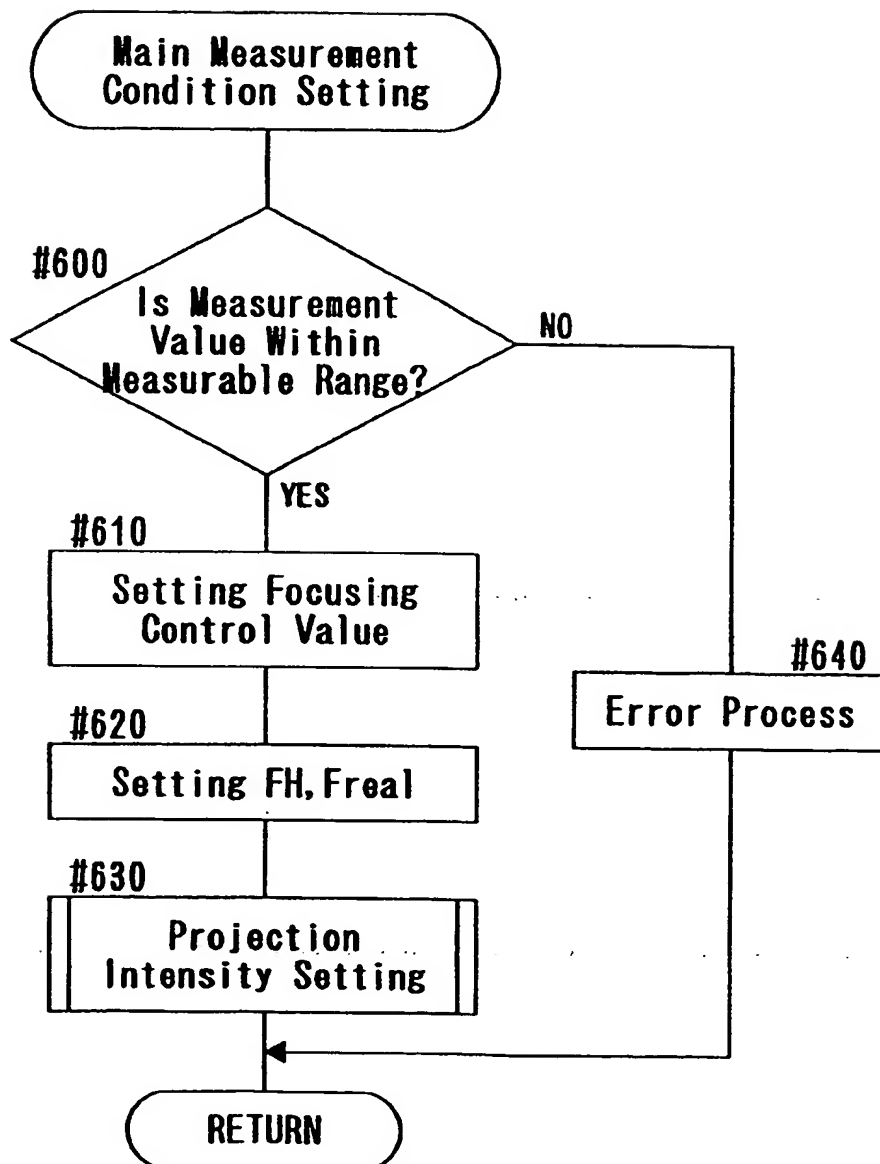 Main Measurement
Condition Setting
#600
Is Measurement
Value Within
Measurable Range?
NO
YES
#610
Setting Focusing
Control Value
#640
Error Process
#620
Setting FH, Freal
#630
Projection
Intensity Setting
RETURN